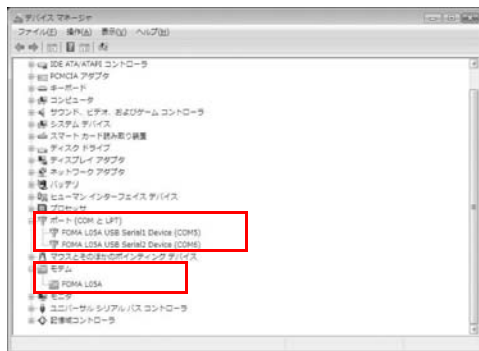 デバイス マネージャ
ファイル(F) 操作(A) 表示(V) ヘルプ(H)
IDE ATA/ATAPI コントローラ
PCMCIA アダプタ
キーボード
コンピュータ
サウンド、ビデオ、およびゲーム コントローラ
システム デバイス
スマート カード読み取り装置
ディスク ドライブ
ディスプレイ アダプタ
ネットワーク アダプタ
バッテリ
ヒューマン インターフェイス デバイス
プロセッサ
ポート (COM と LPT)
FOMA L05A USB Serial1 Device (COM5)
FOMA L05A USB Serial2 Device (COM6)
マウスとそのほかのポインティング デバイス
モデム
FOMA L05A
モニタ
ユニバーサル シリアル バス コントローラ
記憶域コントローラ